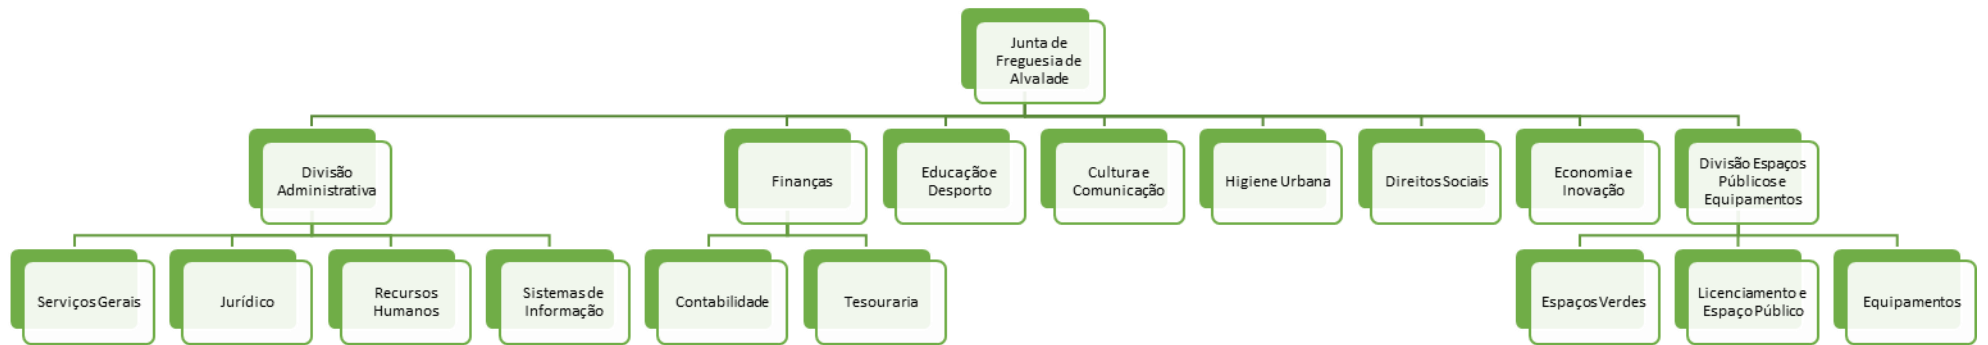 Junta de
Freguesia de
Alvalade
Divisão
Administrativa
Finanças
Educação e
Desporto
Cultura e
Comunicação
Higiene Urbana
Direitos Sociais
Economia e
Inovação
Divisão Espaços
Públicos e
Equipamentos
Serviços Gerais
Jurídico
Recursos
Humanos
Sistemas de
Informação
Contabilidade
Tesouraria
Espaços Verdes
Licenciamento e
Espaço Público
Equipamentos